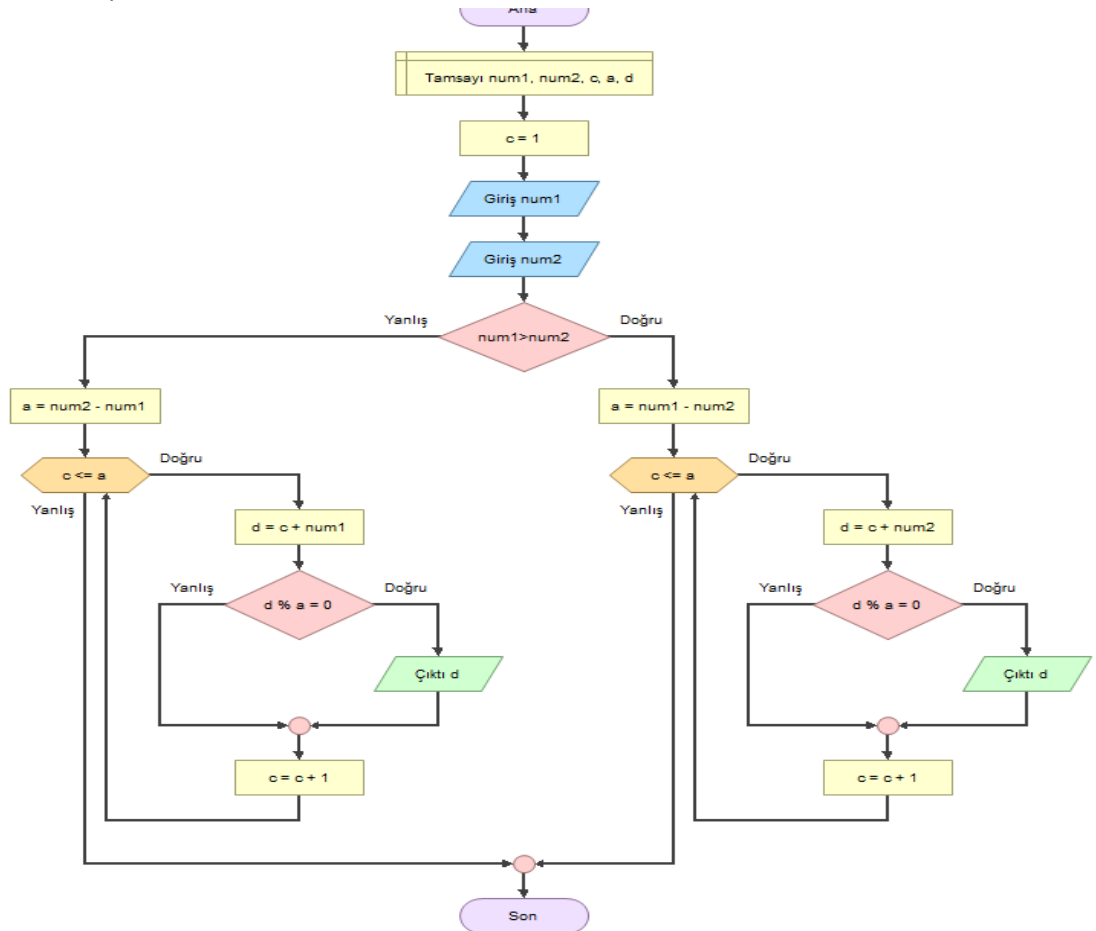 Ana
Tamsayı num1, num2, c, a, d
c = 1
Giriş num1
Giriş num2
Yanlış
num1>num2
Doğru
a = num2 - num1
c <= a
Doğru
Yanlış
d = c + num1
Yanlış
d % a = 0
Doğru
Çıktı d
c = c + 1
a = num1 - num2
c <= a
Doğru
Yanlış
d = c + num2
Yanlış
d % a = 0
Doğru
Çıktı d
c = c + 1
Son